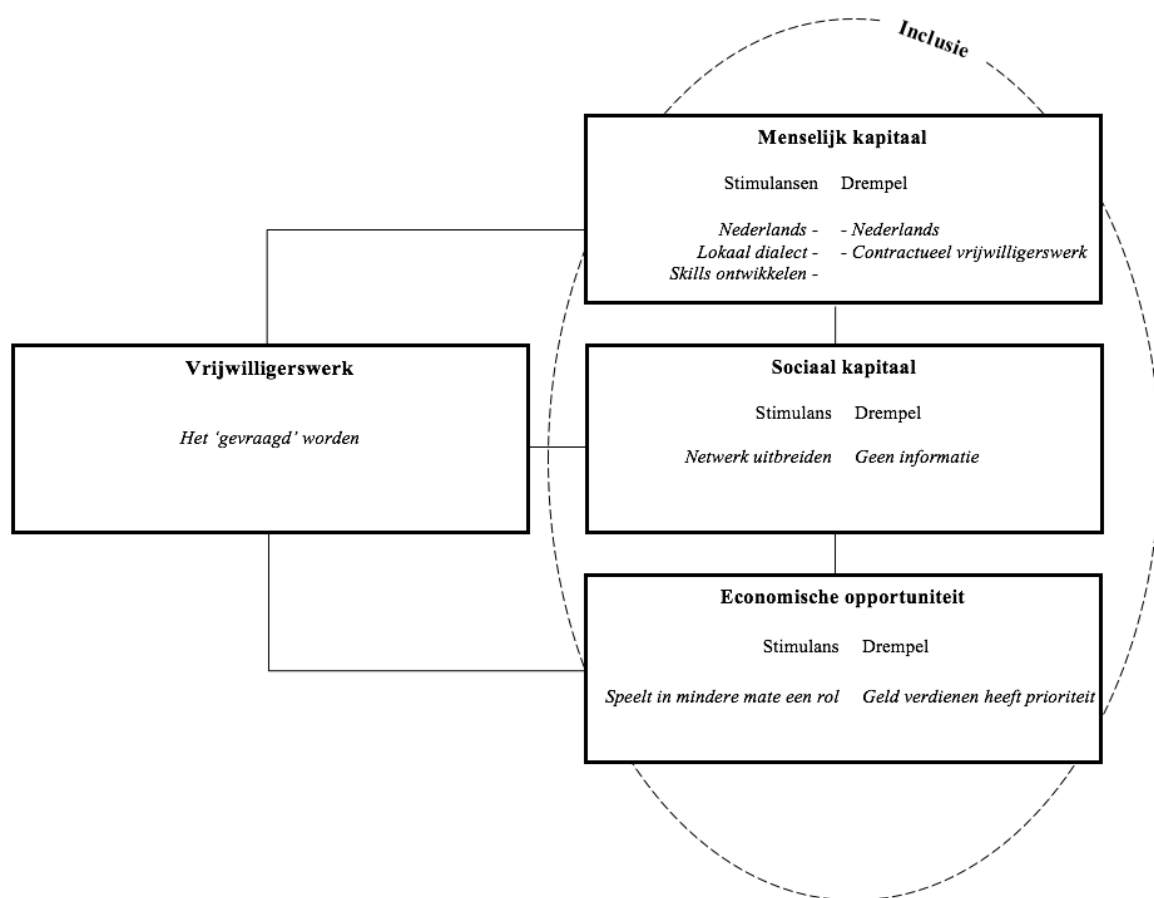 Inclusie
Menselijk kapitaal
Stimulansen Drempel
Nederlands - - Nederlands
Lokaal dialect - - Contractueel vrijwilligerswerk
Skills ontwikkelen -
Vrijwilligerswerk
Het ‘gevraagd’ worden
Sociaal kapitaal
Stimulans Drempel
Netwerk uitbreiden Geen informatie
Economische opportuniteit
Stimulans Drempel
Speelt in mindere mate een rol Geld verdienen heeft prioriteit